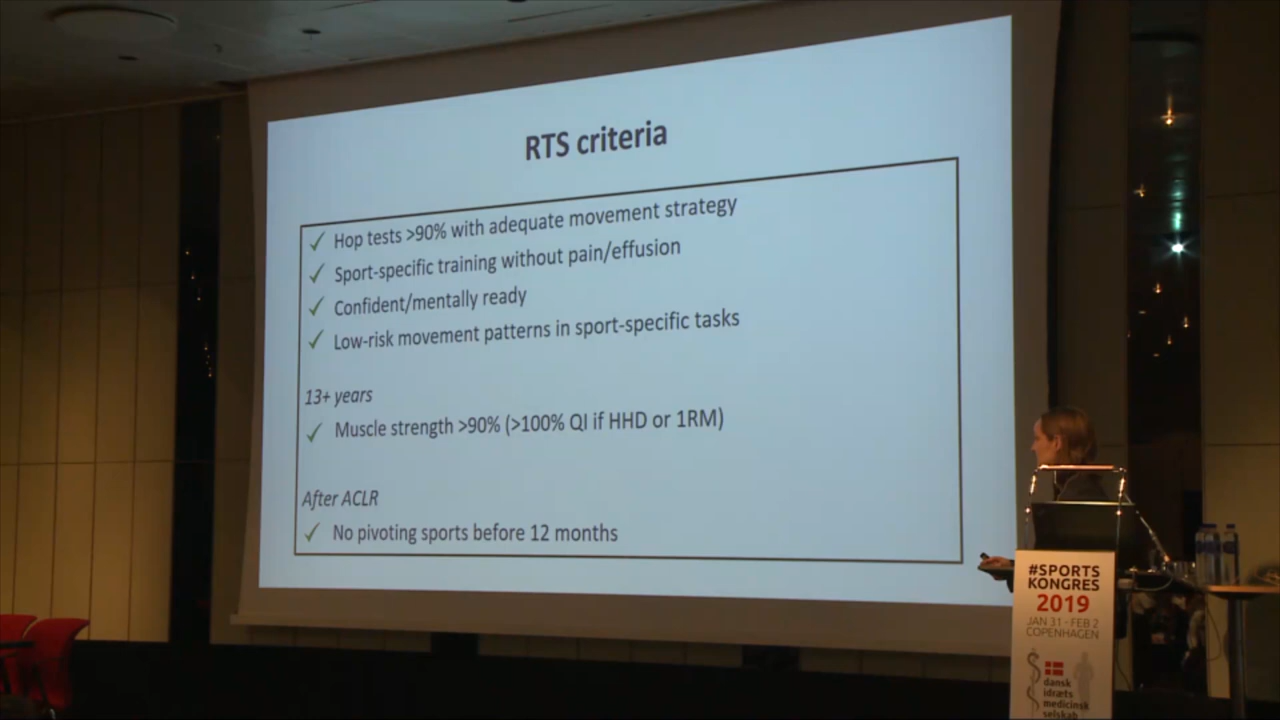 RTS criteria
Hop tests >90% with adequate movement strategy
Sport-specific training without pain/effusion
Confident/mentally ready
Low-risk movement patterns in sport-specific tasks
13+ years
Muscle strength >90% (>100% QI if HHD or 1RM)
After ACLR
No pivoting sports before 12 months
#SPORTS
KONGRES
2019
JAN 31 - FEB 2
COPENHAGEN
dansk
idræts
medicinsk
selskab